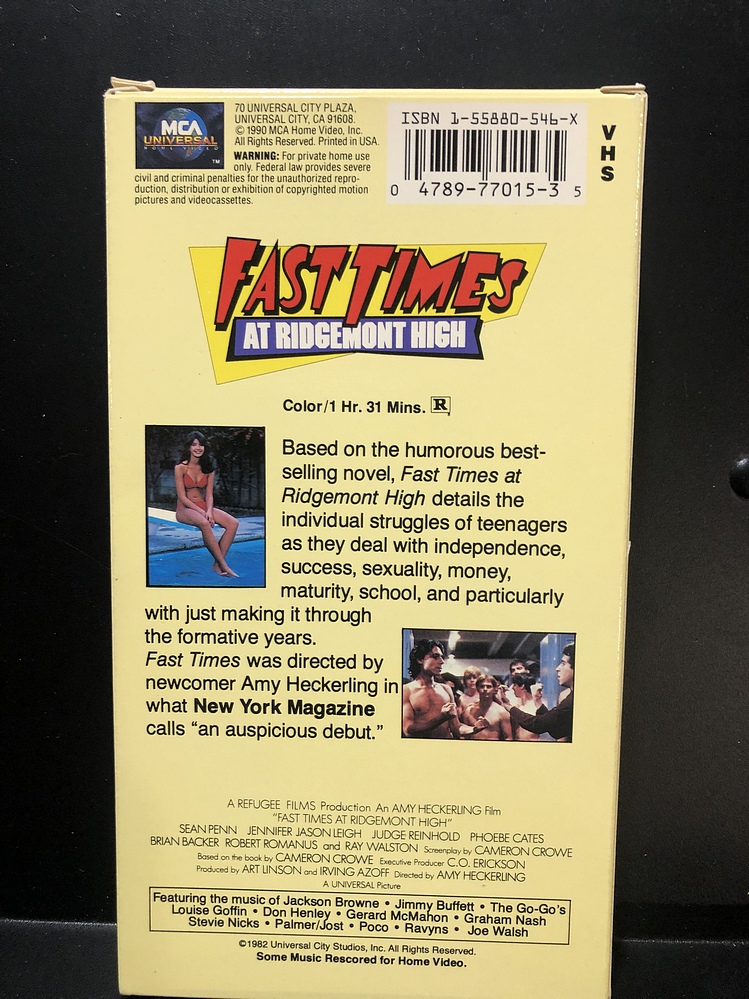 MCA
UNIVERSAL
HOME VIDEO
TM
70 UNIVERSAL CITY PLAZA,
UNIVERSAL CITY, CA 91608.
© 1990 MCA Home Video, Inc.
All Rights Reserved. Printed in USA.
WARNING: For private home use
only. Federal law provides severe
civil and criminal penalties for the unauthorized repro-
duction, distribution or exhibition of copyrighted motion
pictures and videocassettes.
ISBN 1-55880-546-X
0 4789-77015-3 5
VHS
FAST TIMES
AT RIDGEMONT HIGH
Color/1 Hr. 31 Mins. R
Based on the humorous best-
selling novel, Fast Times at
Ridgemont High details the
individual struggles of teenagers
as they deal with independence,
success, sexuality, money,
maturity, school, and particularly
with just making it through
the formative years.
Fast Times was directed by
newcomer Amy Heckerling in
what New York Magazine
calls “an auspicious debut.”
A REFUGEE FILMS Production An AMY HECKERLING Film
"FAST TIMES AT RIDGEMONT HIGH"
SEAN PENN JENNIFER JASON LEIGH JUDGE REINHOLD PHOEBE CATES
BRIAN BACKER ROBERT ROMANUS and RAY WALSTON Screenplay by CAMERON CROWE
Based on the book by CAMERON CROWE Executive Producer C.O. ERICKSON
Produced by ART LINSON and IRVING AZOFF Directed by AMY HECKERLING
A UNIVERSAL Picture
Featuring the music of Jackson Browne • Jimmy Buffett • The Go-Go's
Louise Goffin • Don Henley • Gerard McMahon • Graham Nash
Stevie Nicks • Palmer/Jost • Poco • Ravyns • Joe Walsh
©1982 Universal City Studios, Inc. All Rights Reserved.
Some Music Rescored for Home Video.